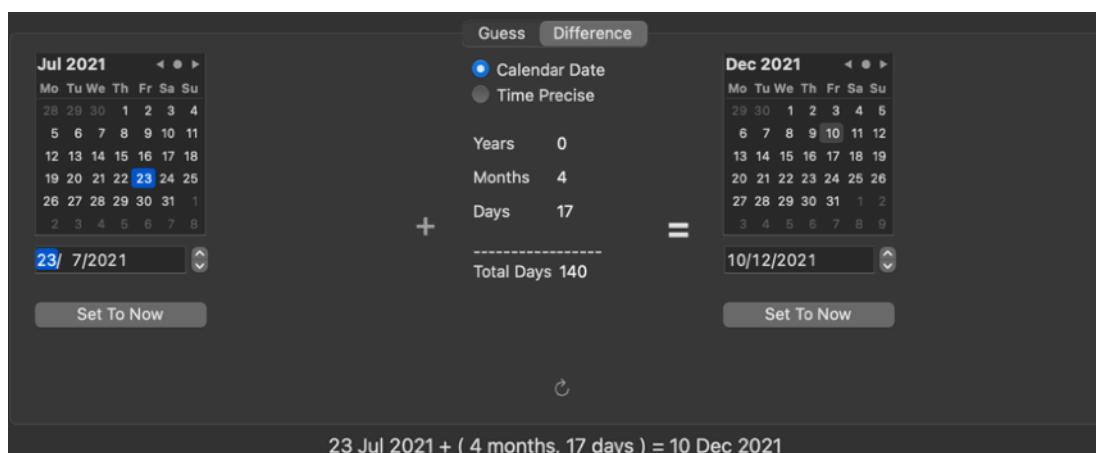 Guess Difference
Jul 2021
Mo Tu We Th Fr Sa Su
28 29 30 1 2 3 4
5 6 7 8 9 10 11
12 13 14 15 16 17 18
19 20 21 22 23 24 25
26 27 28 29 30 31 1
2 3 4 5 6 7 8
23/ 7/2021
Set To Now
+
Calendar Date
Time Precise
Years 0
Months 4
Days 17
------------------
Total Days 140
=
Dec 2021
Mo Tu We Th Fr Sa Su
29 30 1 2 3 4 5
6 7 8 9 10 11 12
13 14 15 16 17 18 19
20 21 22 23 24 25 26
27 28 29 30 31 1 2
3 4 5 6 7 8 9
10/12/2021
Set To Now
23 Jul 2021 + ( 4 months, 17 days ) = 10 Dec 2021